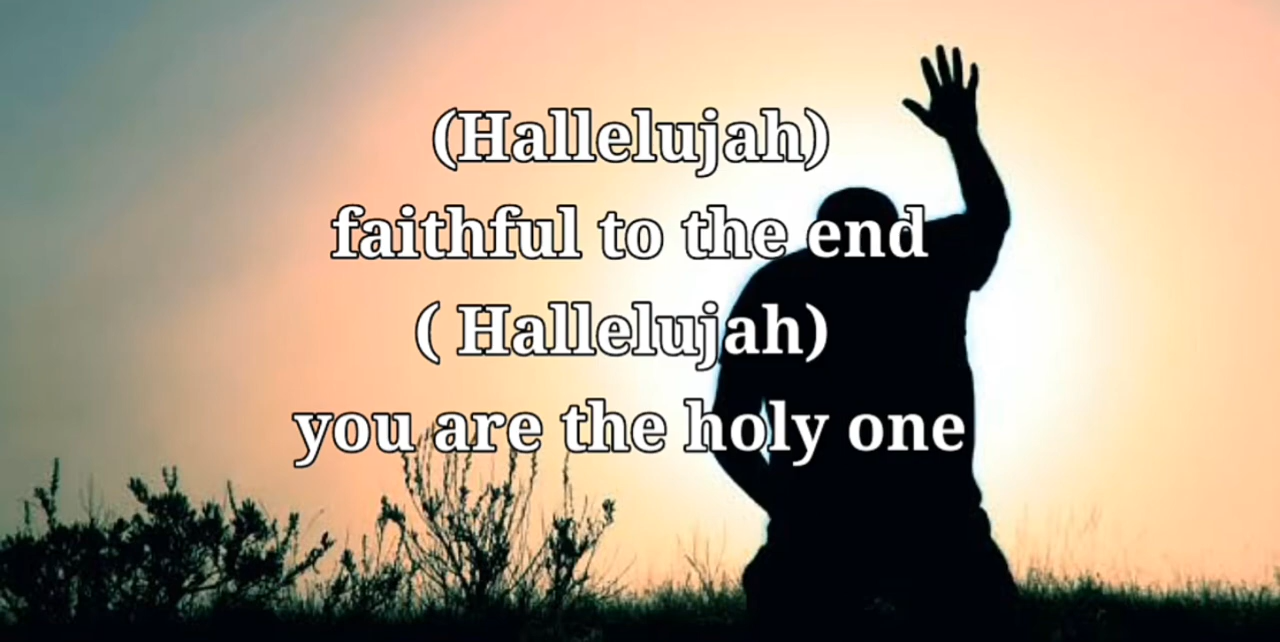 (Hallelujah)
faithful to the end
( Hallelujah)
you are the holy one